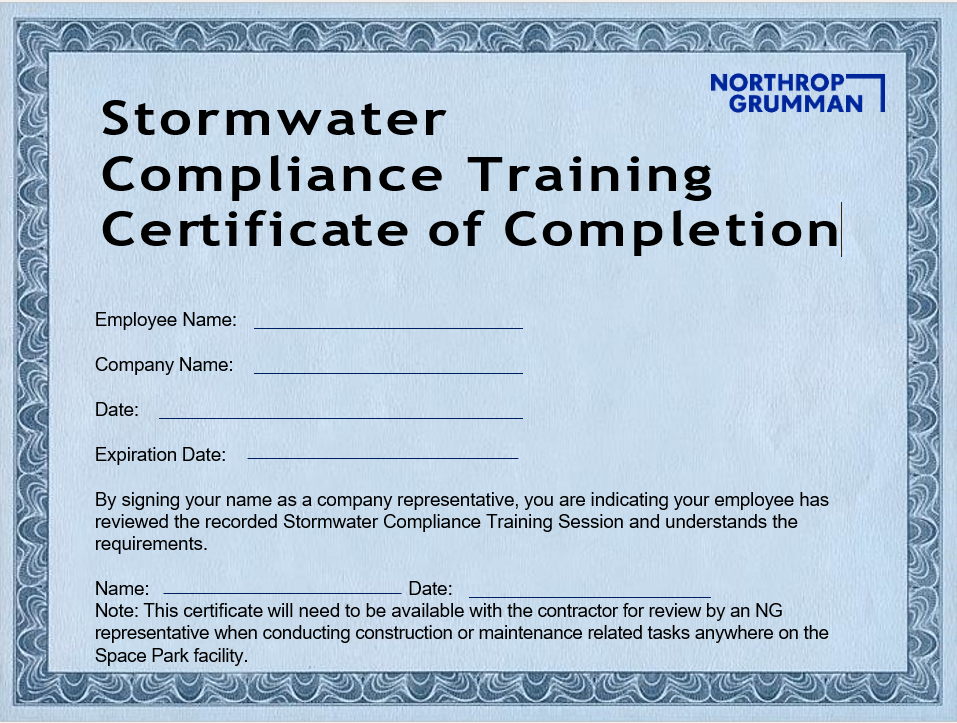 NORTHROP
GRUMMAN
Stormwater
Compliance Training
Certificate of Completion
Employee Name:
Company Name:
Date:
Expiration Date:
By signing your name as a company representative, you are indicating your employee has
reviewed the recorded Stormwater Compliance Training Session and understands the
requirements.
Name: Date:
Note: This certificate will need to be available with the contractor for review by an NG
representative when conducting construction or maintenance related tasks anywhere on the
Space Park facility.